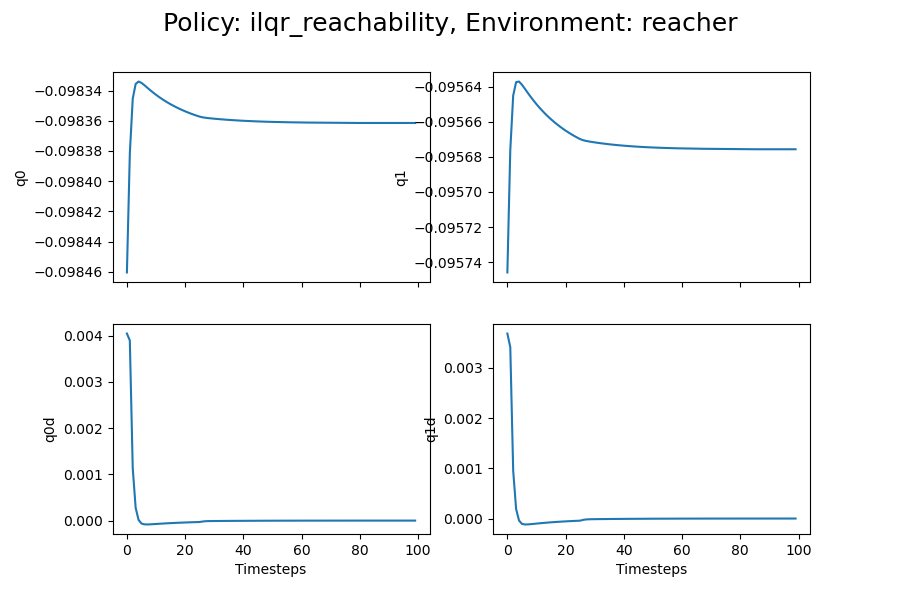 Policy: ilqr_reachability, Environment: reacher
−0.09834
−0.09836
−0.09838
−0.09840
−0.09842
−0.09844
−0.09846
q0
−0.09564
−0.09566
−0.09568
−0.09570
−0.09572
−0.09574
q1
0.004
0.003
0.002
0.001
0.000
q0d
0 20 40 60 80 100
Timesteps
0.003
0.002
0.001
0.000
q1d
0 20 40 60 80 100
Timesteps